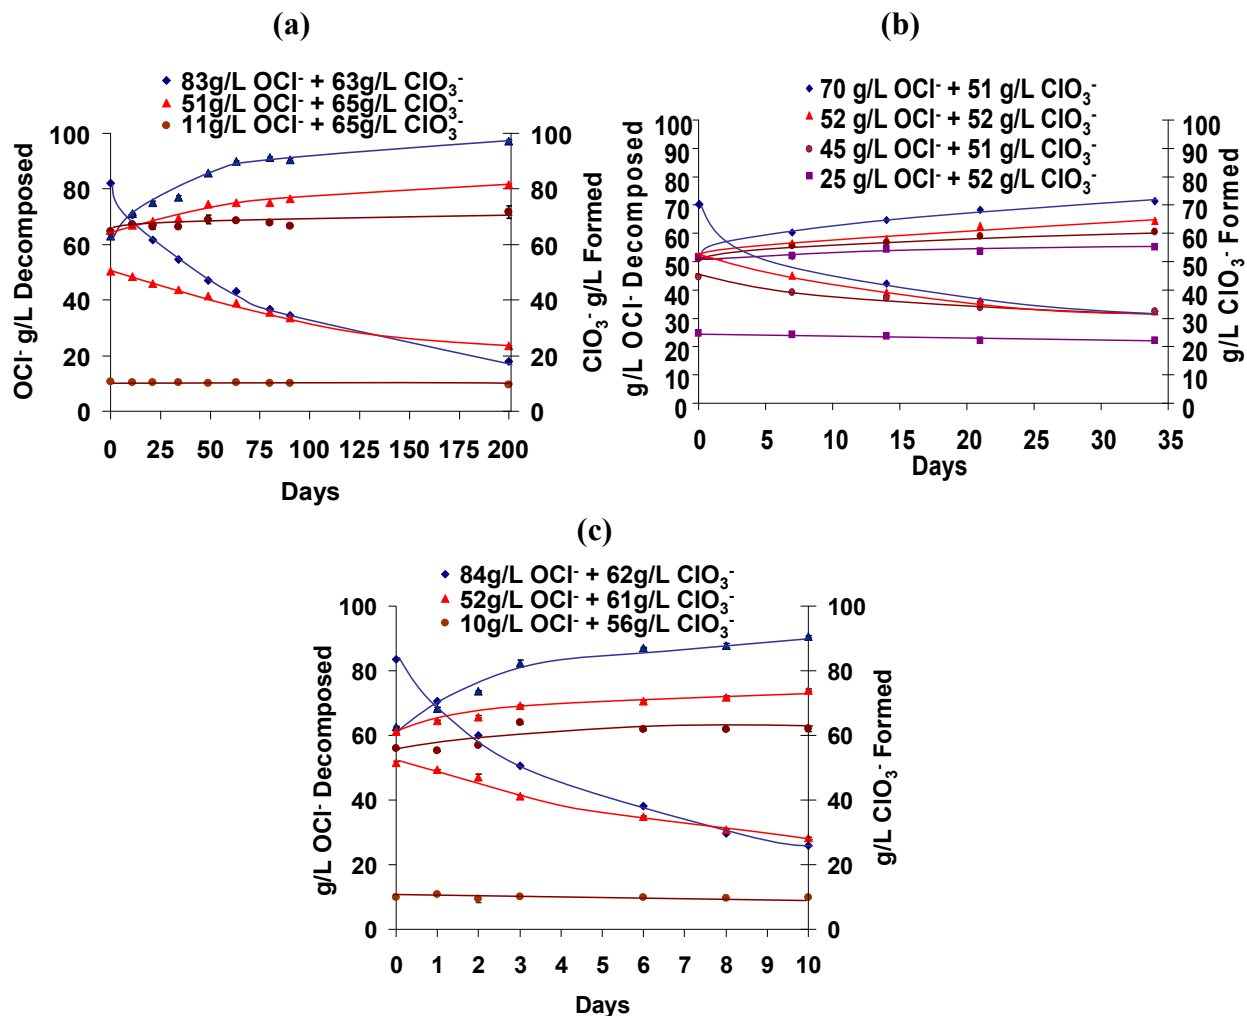 (a)
83g/L OCl⁻ + 63g/L ClO₃⁻
51g/L OCl⁻ + 65g/L ClO₃⁻
11g/L OCl⁻ + 65g/L ClO₃⁻
OCl⁻ g/L Decomposed
100
80
60
40
20
0
100
80
60
40
20
0
ClO₃⁻ g/L Formed
0 25 50 75 100 125 150 175 200
Days
(b)
70 g/L OCl⁻ + 51 g/L ClO₃⁻
52 g/L OCl⁻ + 52 g/L ClO₃⁻
45 g/L OCl⁻ + 51 g/L ClO₃⁻
25 g/L OCl⁻ + 52 g/L ClO₃⁻
g/L OCl⁻ Decomposed
100
90
80
70
60
50
40
30
20
10
0
100
90
80
70
60
50
40
30
20
10
0
g/L ClO₃⁻ Formed
0 5 10 15 20 25 30 35
Days
(c)
84g/L OCl⁻ + 62g/L ClO₃⁻
52g/L OCl⁻ + 61g/L ClO₃⁻
10g/L OCl⁻ + 56g/L ClO₃⁻
g/L OCl⁻ Decomposed
100
80
60
40
20
0
100
80
60
40
20
0
g/L ClO₃⁻ Formed
0 1 2 3 4 5 6 7 8 9 10
Days